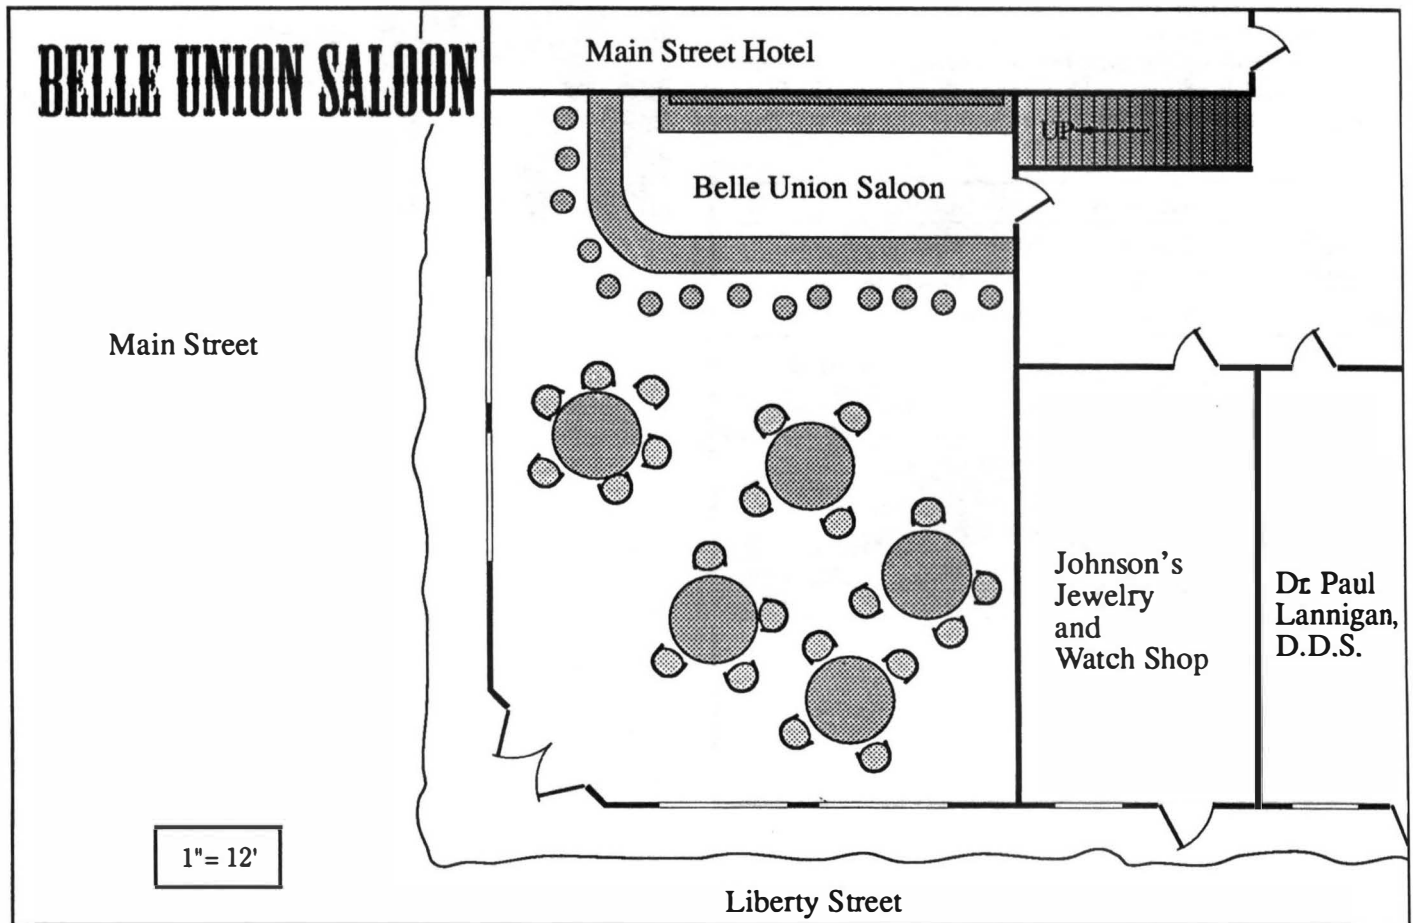 BELLE UNION SALOON
Main Street Hotel
UP
Belle Union Saloon
Main Street
Johnson's
Jewelry
and
Watch Shop
Dr. Paul
Lannigan,
D.D.S.
1"= 12'
Liberty Street